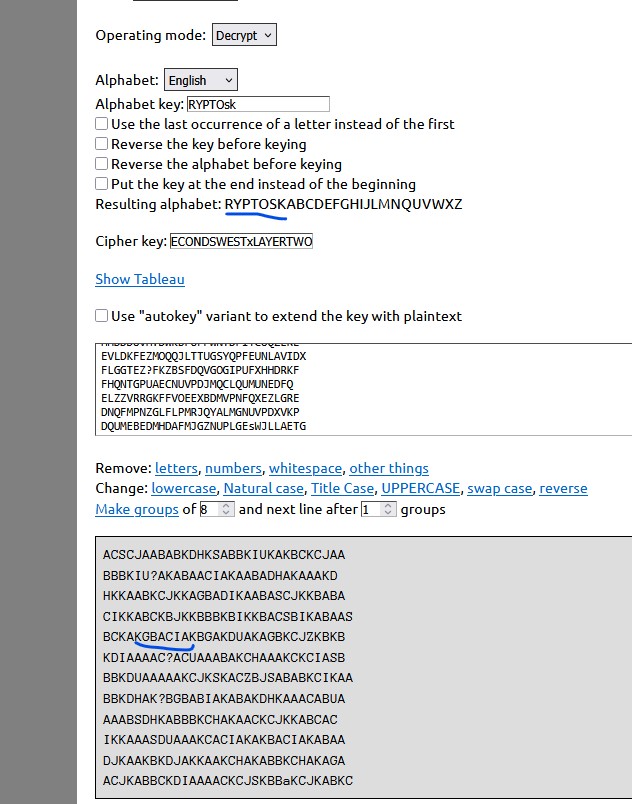 Operating mode: Decrypt
Alphabet: English
Alphabet key: RYPTOsk
Use the last occurrence of a letter instead of the first
Reverse the key before keying
Reverse the alphabet before keying
Put the key at the end instead of the beginning
Resulting alphabet: RYPTOSKABCDEFGHIJLMNQUVWXZ
Cipher key: ECONDSWESTxLAYERTWO
Show Tableau
Use "autokey" variant to extend the key with plaintext
EVLDKFEZMOQQJLTTUGSYQPFEUNLAVIDX
FLGGTEZ?FKZBSFDQVGOGIPUFXHHDRKF
FHQNTGPUAECNUVPDJMQCLQUMUNEDFQ
ELZZVRRGKFFVOEEXBDMVPNFQXEZLGRE
DNQFMPNZGLFLPMRJQYALMGNUVPDXVKP
DQUMEBEDMHDAFMJGZNUPLGEsWJLLAETG
Remove: letters, numbers, whitespace, other things
Change: lowercase, Natural case, Title Case, UPPERCASE, swap case, reverse
Make groups of 8 and next line after 1 groups
ACSCJAABABKDHKSABBKIUKAKBCKCJAA
BBBKIU?AKABAACIAKAABADHAKAAAKD
HKKAABKCJKKAGBADIKAABASCJKKBABA
CIKKABCKBJKKBBBKBIKKBACSBIKABAAS
BCKAKGBACIAKBGAKDUAKAGBKCJZKBKB
KDIAAAAC?ACUAAABAKCHAAAKCKCIASB
BBKDUAAAAAKCJKSKACZBJSABABKCIKAA
BBKDHAK?BGBABIAKABAKDHKAAACABUA
AAABSDHKABBBKCHAKAACKCJKKABCAC
IKKAAASDUAAAKCACIAKAKBACIAKABAA
DJKAAKBKDJAKKAAKCHAKABBKCHAKAGA
ACJKABBCKDIAAAACKCJSKBBaKCJKABKC